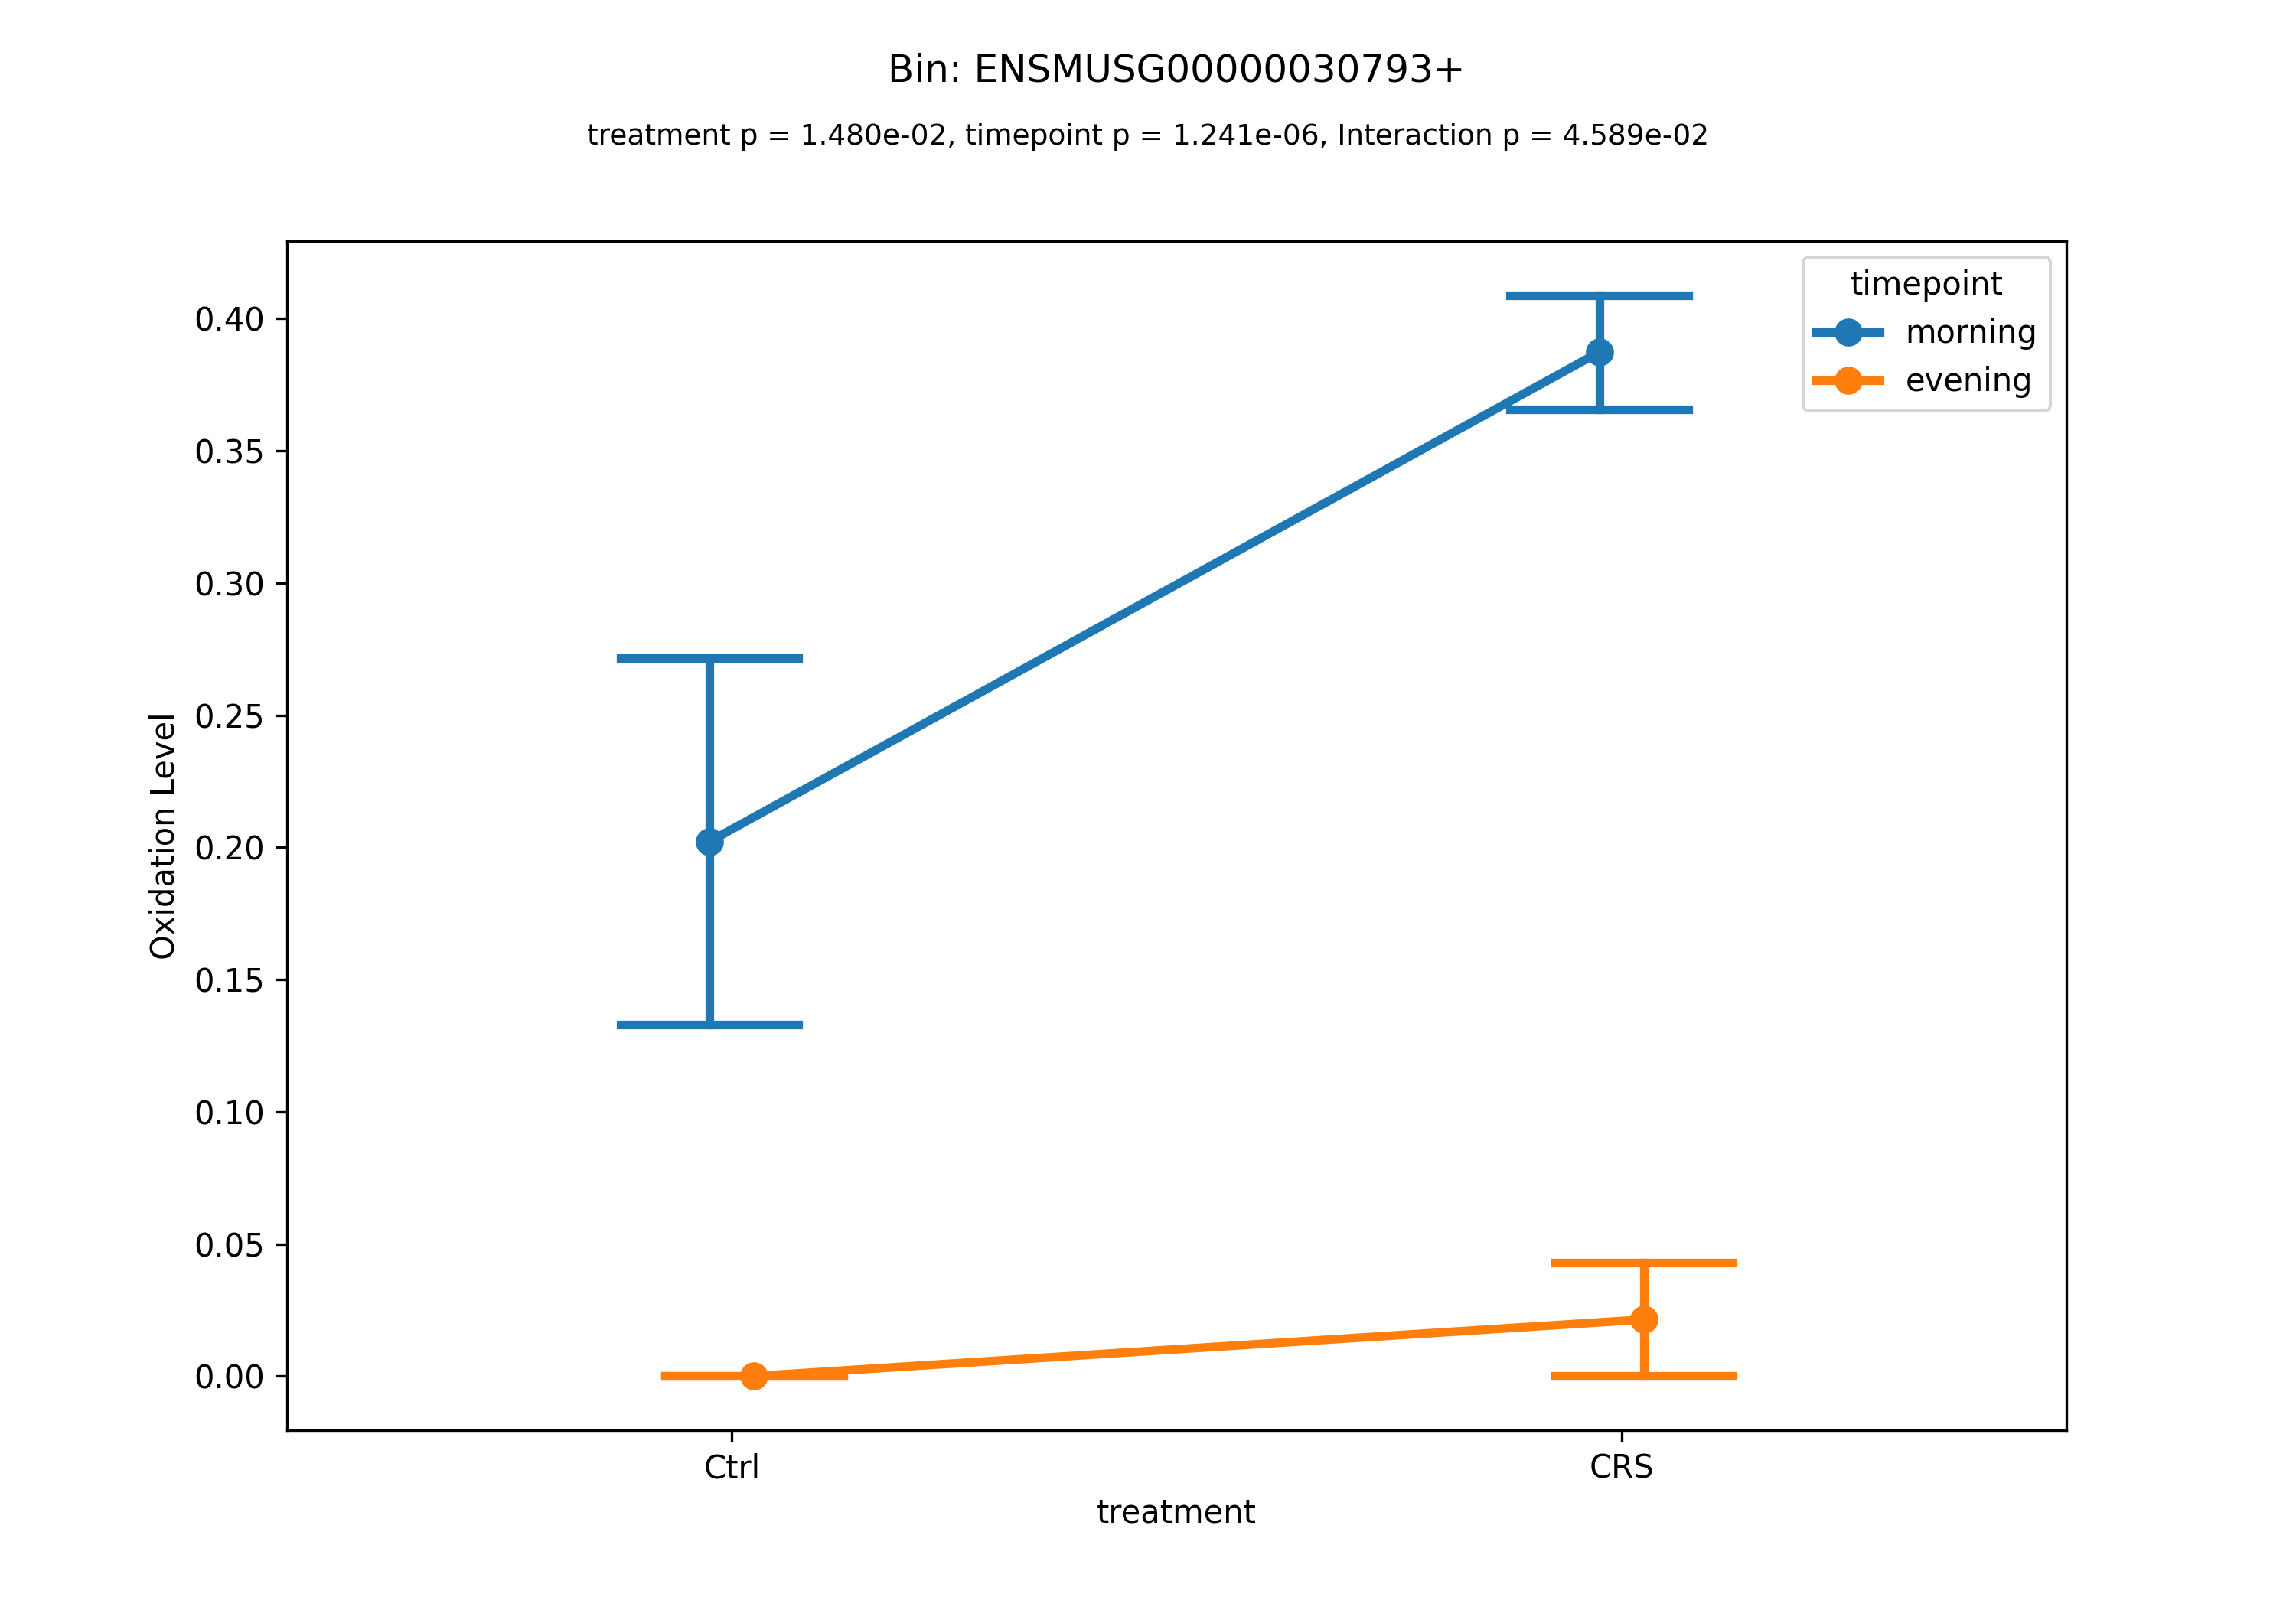 Bin: ENSMUSG00000030793+
treatment p = 1.480e-02, timepoint p = 1.241e-06, Interaction p = 4.589e-02
timepoint
morning
evening
0.40
0.35
0.30
0.25
0.20
0.15
0.10
0.05
0.00
Oxidation Level
Ctrl
CRS
treatment